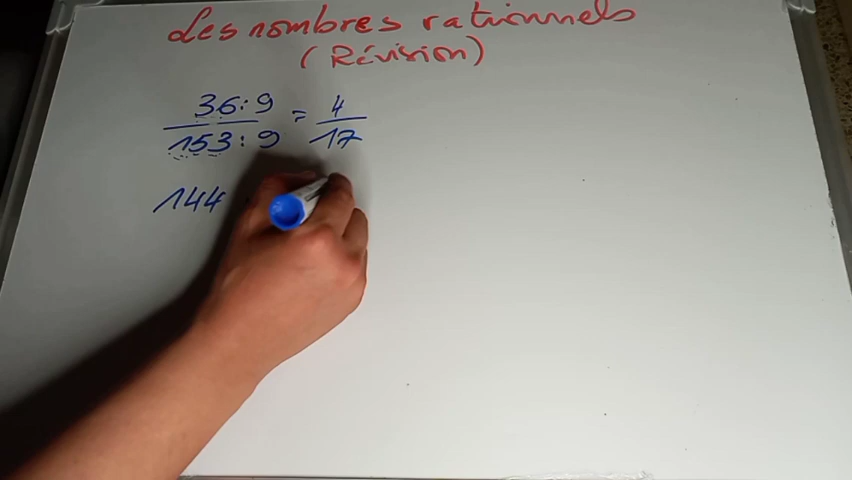 Les nombres rationnels
(Révision)
36:9 = 4
153:9 17
144